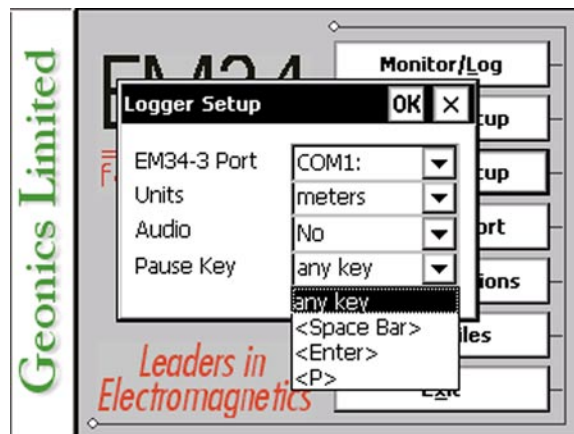 Geonics Limited
EM34
Monitor/Log
Logger Setup
OK
EM34-3 Port
COM1:
Units
meters
Audio
No
Pause Key
any key
any key
<Space Bar>
<Enter>
<P>
Leaders in
Electromagnetics